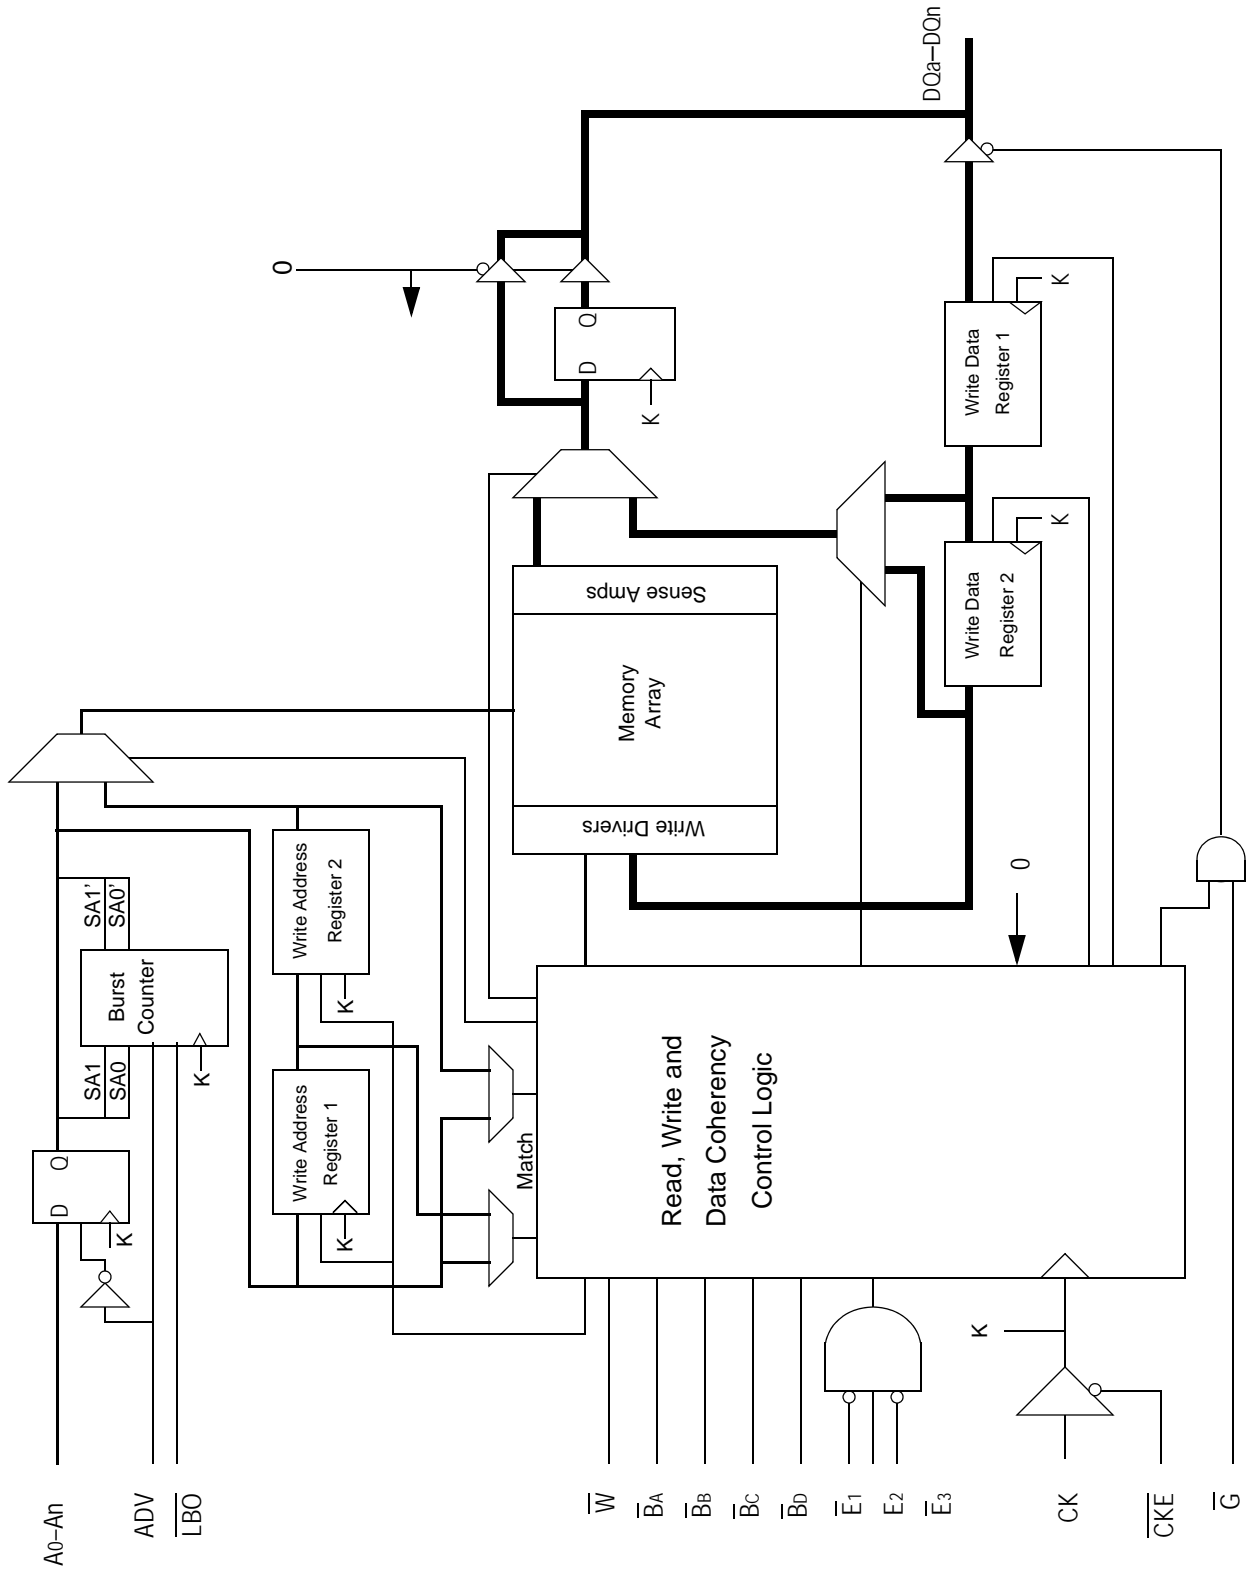 A0–An
ADV
LBO
W
BA
BB
BC
BD
E1
E2
E3
CK
CKE
G
D Q
K
SA1
SA0
Burst
Counter
K
SA1'
SA0'
Write Address
Register 1
K
Write Address
Register 2
K
Match
Read, Write and
Data Coherency
Control Logic
K
0
Write Drivers
Memory
Array
Sense Amps
Write Data
Register 2
K
Write Data
Register 1
K
D Q
K
0
DQa–DQn